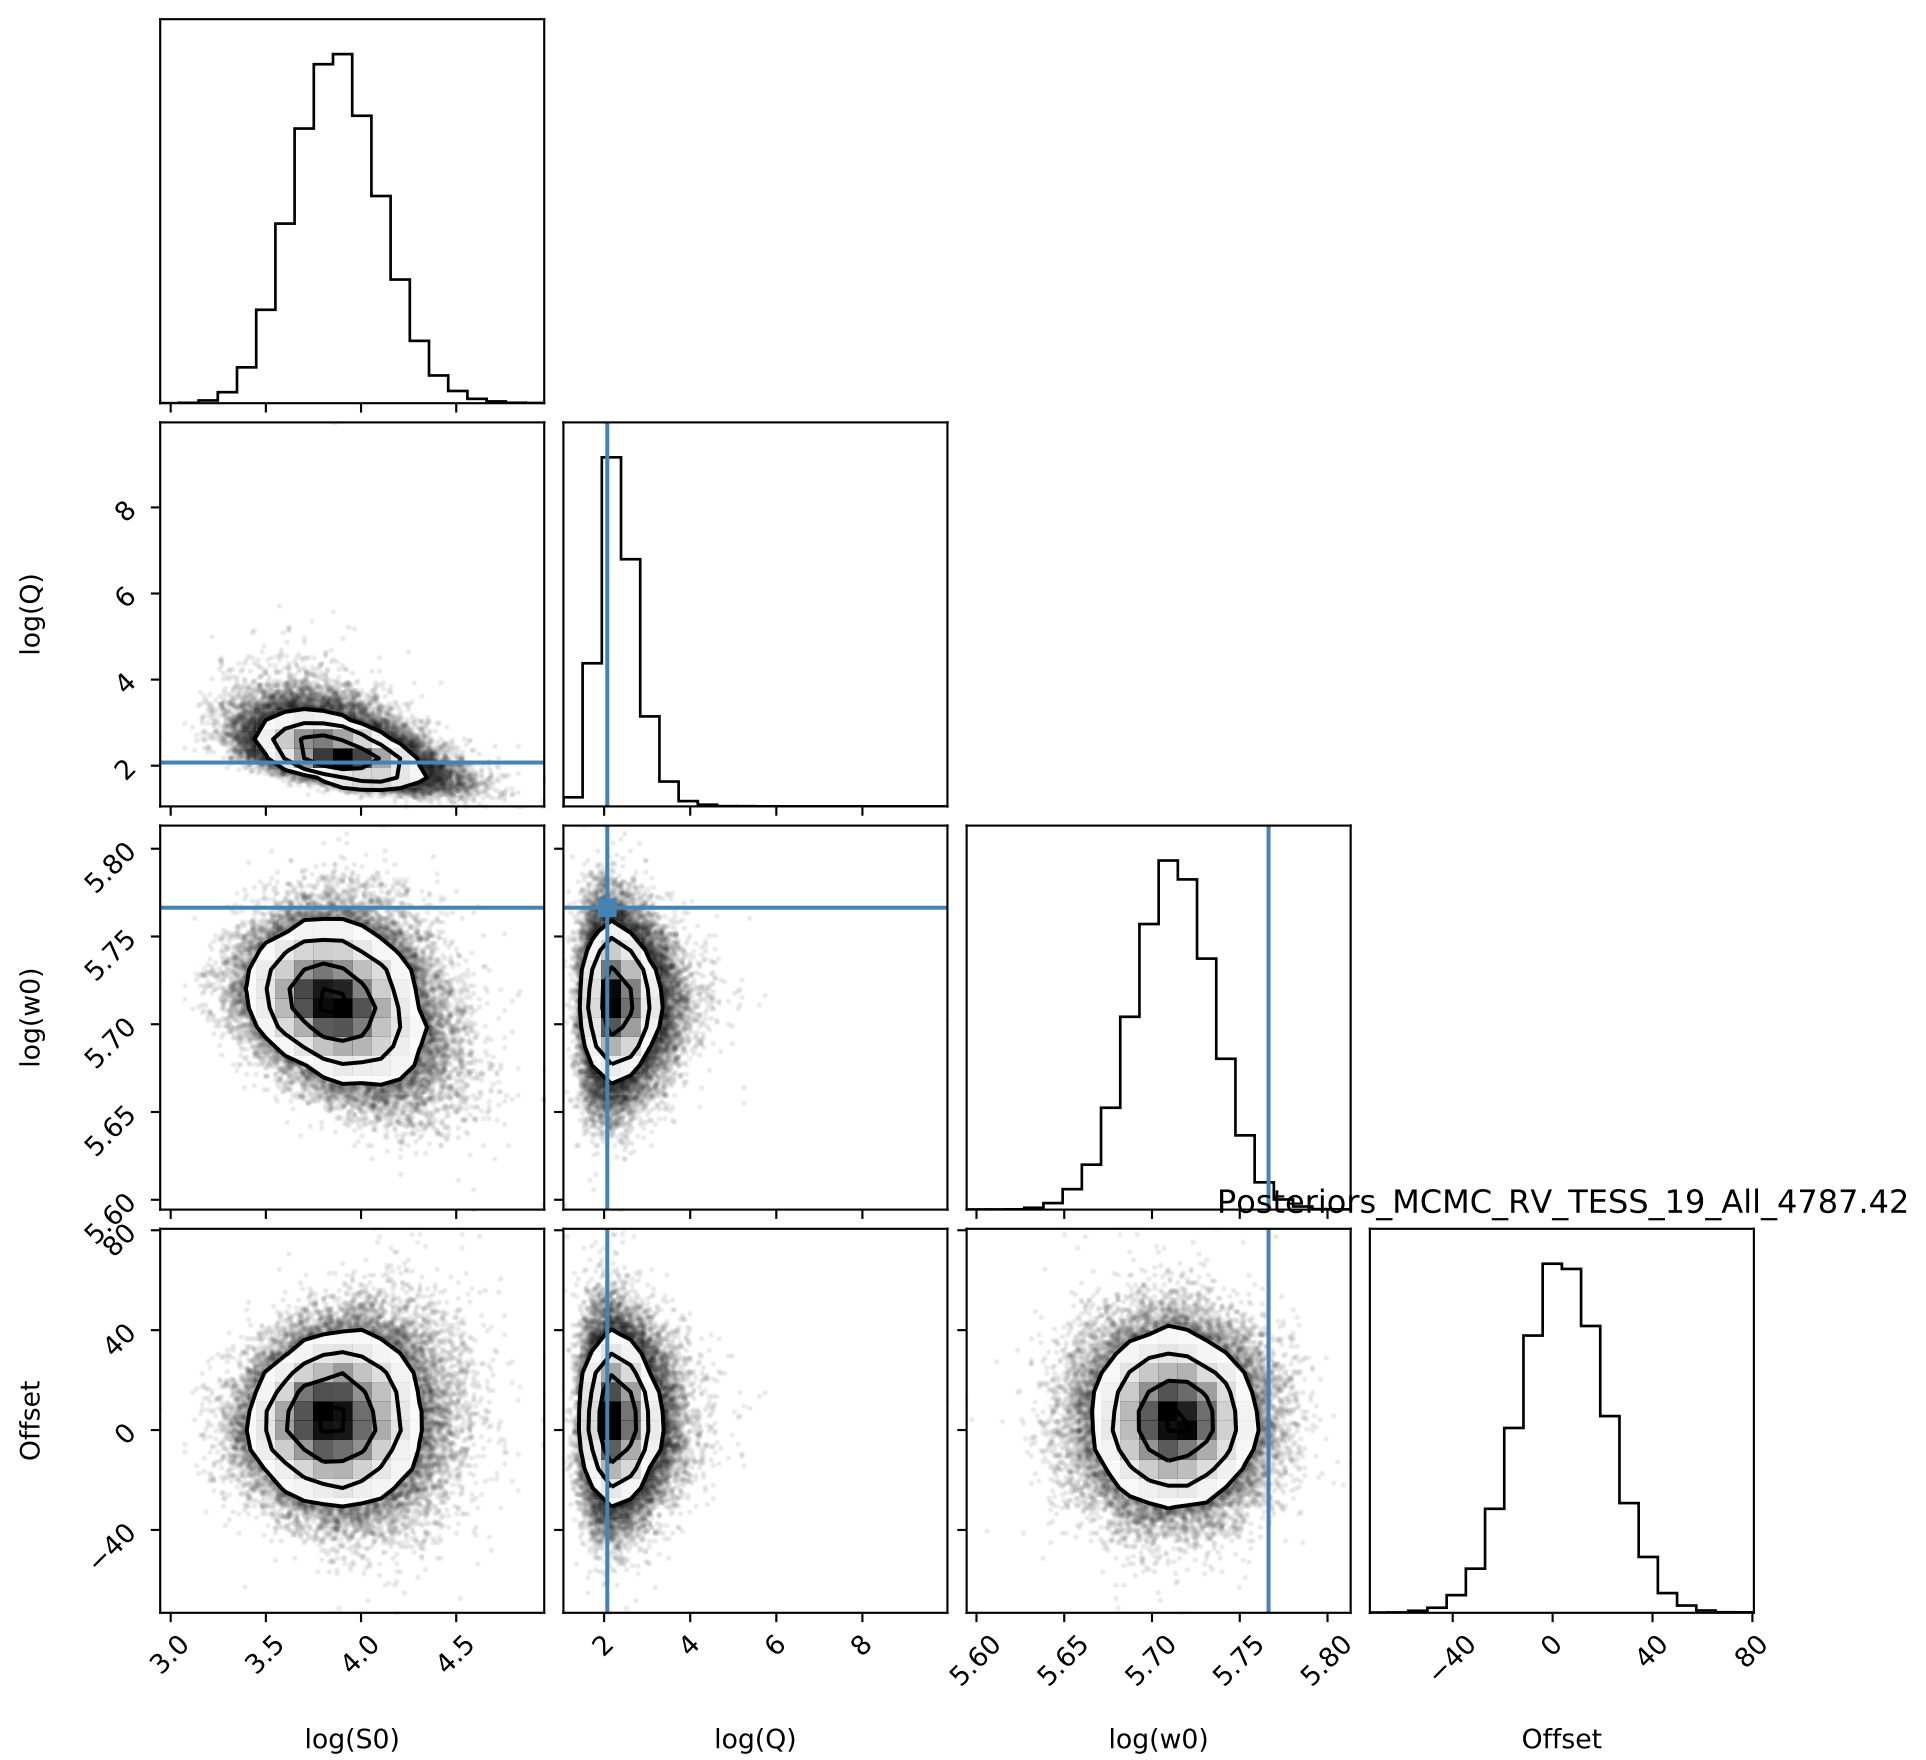 8
6
4
2
log(Q)
5.80
5.75
5.70
5.65
5.60
log(w0)
Posteriors_MCMC_RV_TESS_19_All_4787.42
80
40
0
−40
Offset
3.0 3.5 4.0 4.5
2 4 6 8
5.60 5.65 5.70 5.75 5.80
−40 0 40 80
log(S0) log(Q) log(w0) Offset